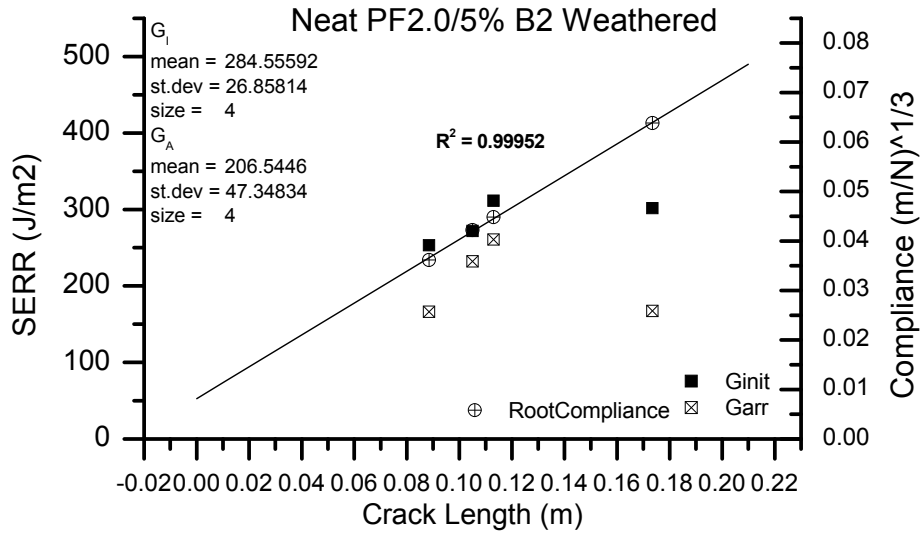 Neat PF2.0/5% B2 Weathered
G_I
mean = 284.55592
st.dev = 26.85814
size = 4
G_A
mean = 206.5446
st.dev = 47.34834
size = 4
R² = 0.99952
500
400
300
200
100
0
SERR (J/m2)
0.08
0.07
0.06
0.05
0.04
0.03
0.02
0.01
0.00
Compliance (m/N)^1/3
Ginit
RootCompliance
Garr
-0.02 0.00 0.02 0.04 0.06 0.08 0.10 0.12 0.14 0.16 0.18 0.20 0.22
Crack Length (m)